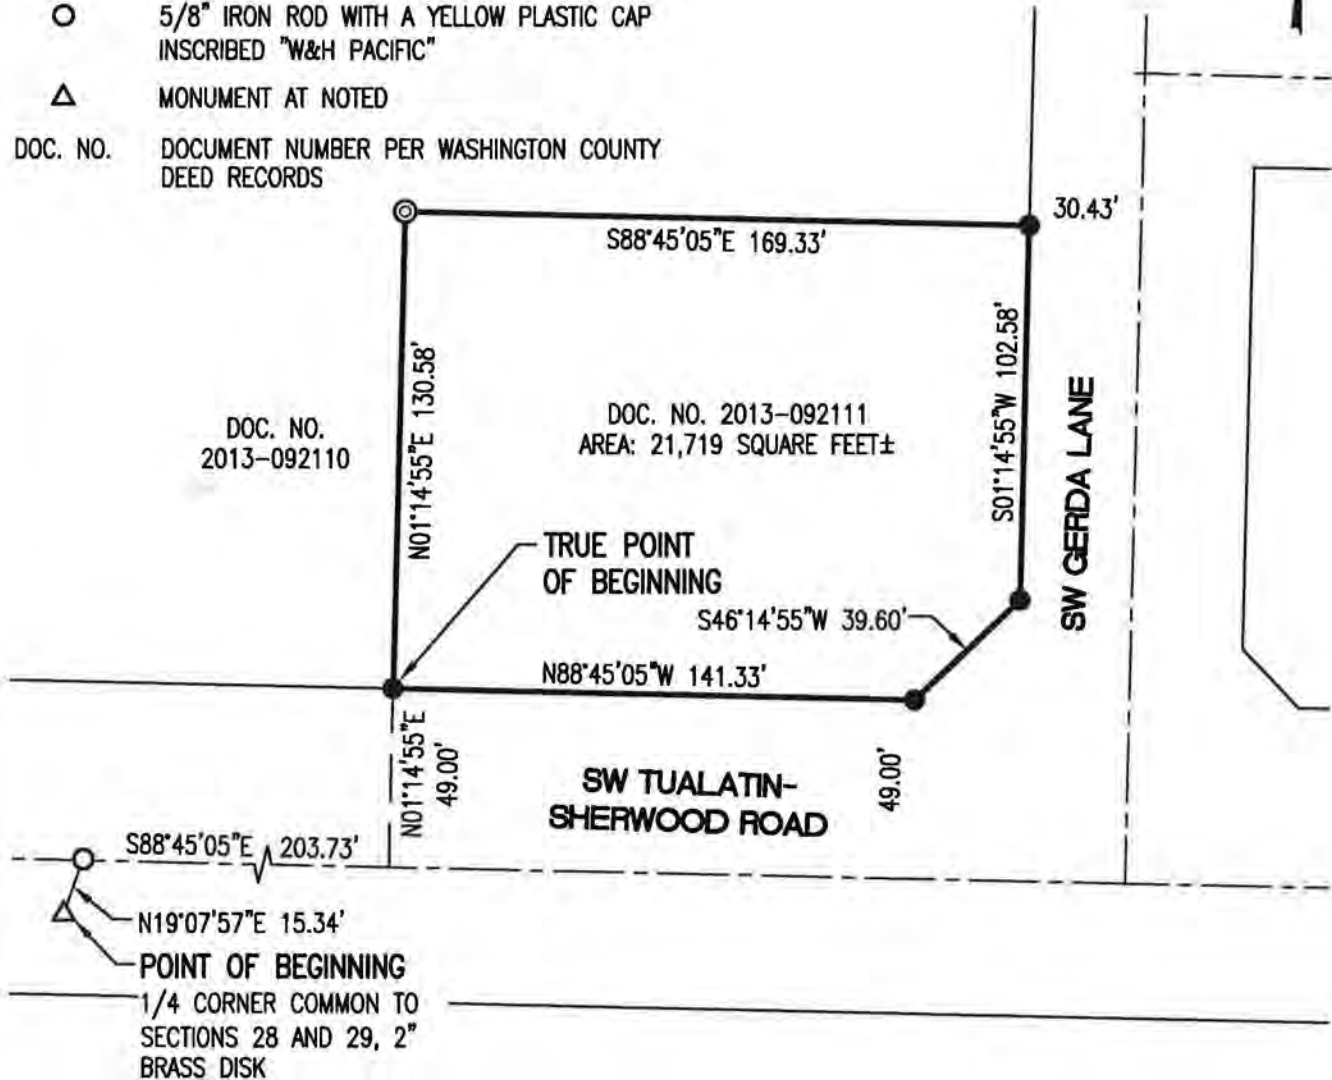 5/8" IRON ROD WITH A YELLOW PLASTIC CAP
INSCRIBED "W&H PACIFIC"
MONUMENT AT NOTED
DOC. NO. DOCUMENT NUMBER PER WASHINGTON COUNTY
DEED RECORDS
30.43'
S88°45'05"E 169.33'
N01°14'55"E 130.58'
S01°14'55"W 102.58'
DOC. NO.
2013-092110
DOC. NO. 2013-092111
AREA: 21,719 SQUARE FEET±
SW GERDA LANE
TRUE POINT
OF BEGINNING
S46°14'55"W 39.60'
N88°45'05"W 141.33'
N01°14'55"E
49.00'
SW TUALATIN-
SHERWOOD ROAD
49.00'
S88°45'05"E 203.73'
N19°07'57"E 15.34'
POINT OF BEGINNING
1/4 CORNER COMMON TO
SECTIONS 28 AND 29, 2"
BRASS DISK